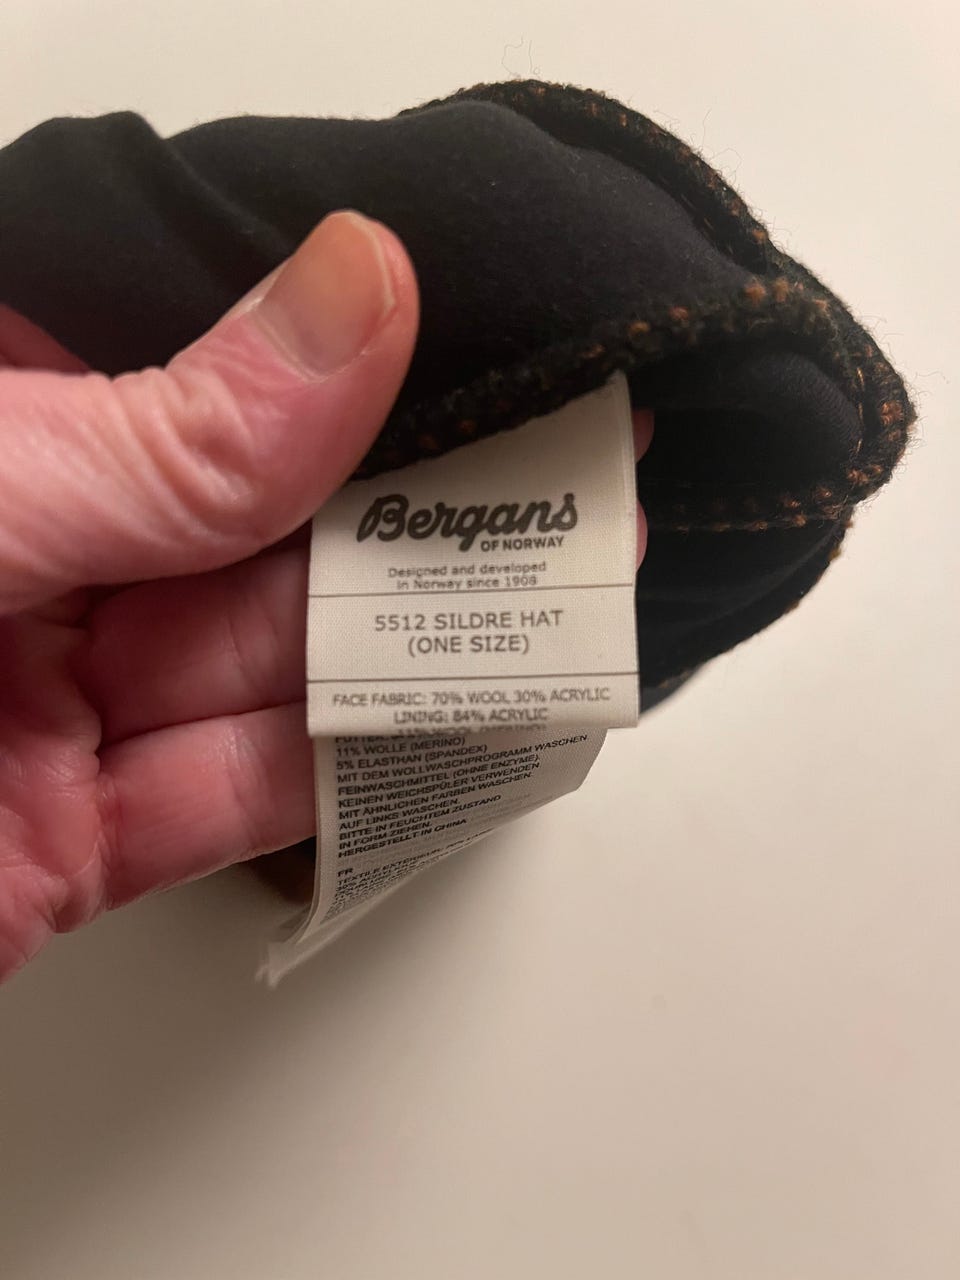 Bergans
OF NORWAY
Designed and developed
in Norway since 1908
5512 SILDRE HAT
(ONE SIZE)
FACE FABRIC: 70% WOOL 30% ACRYLIC
LINING: 84% ACRYLIC
11% WOLLE (MERINO)
5% ELASTHAN (SPANDEX)
MIT DEM WOLLWASCHPROGRAMM WASCHEN
FEINWASCHMITTEL (OHNE ENZYME).
KEINEN WEICHSPÜLER VERWENDEN.
MIT ÄHNLICHEN FARBEN WASCHEN.
AUF LINKS WASCHEN.
BITTE IN FEUCHTEM ZUSTAND
IN FORM ZIEHEN.
HERGESTELLT IN CHINA
FR
TEXTILE EXTERIEUR: